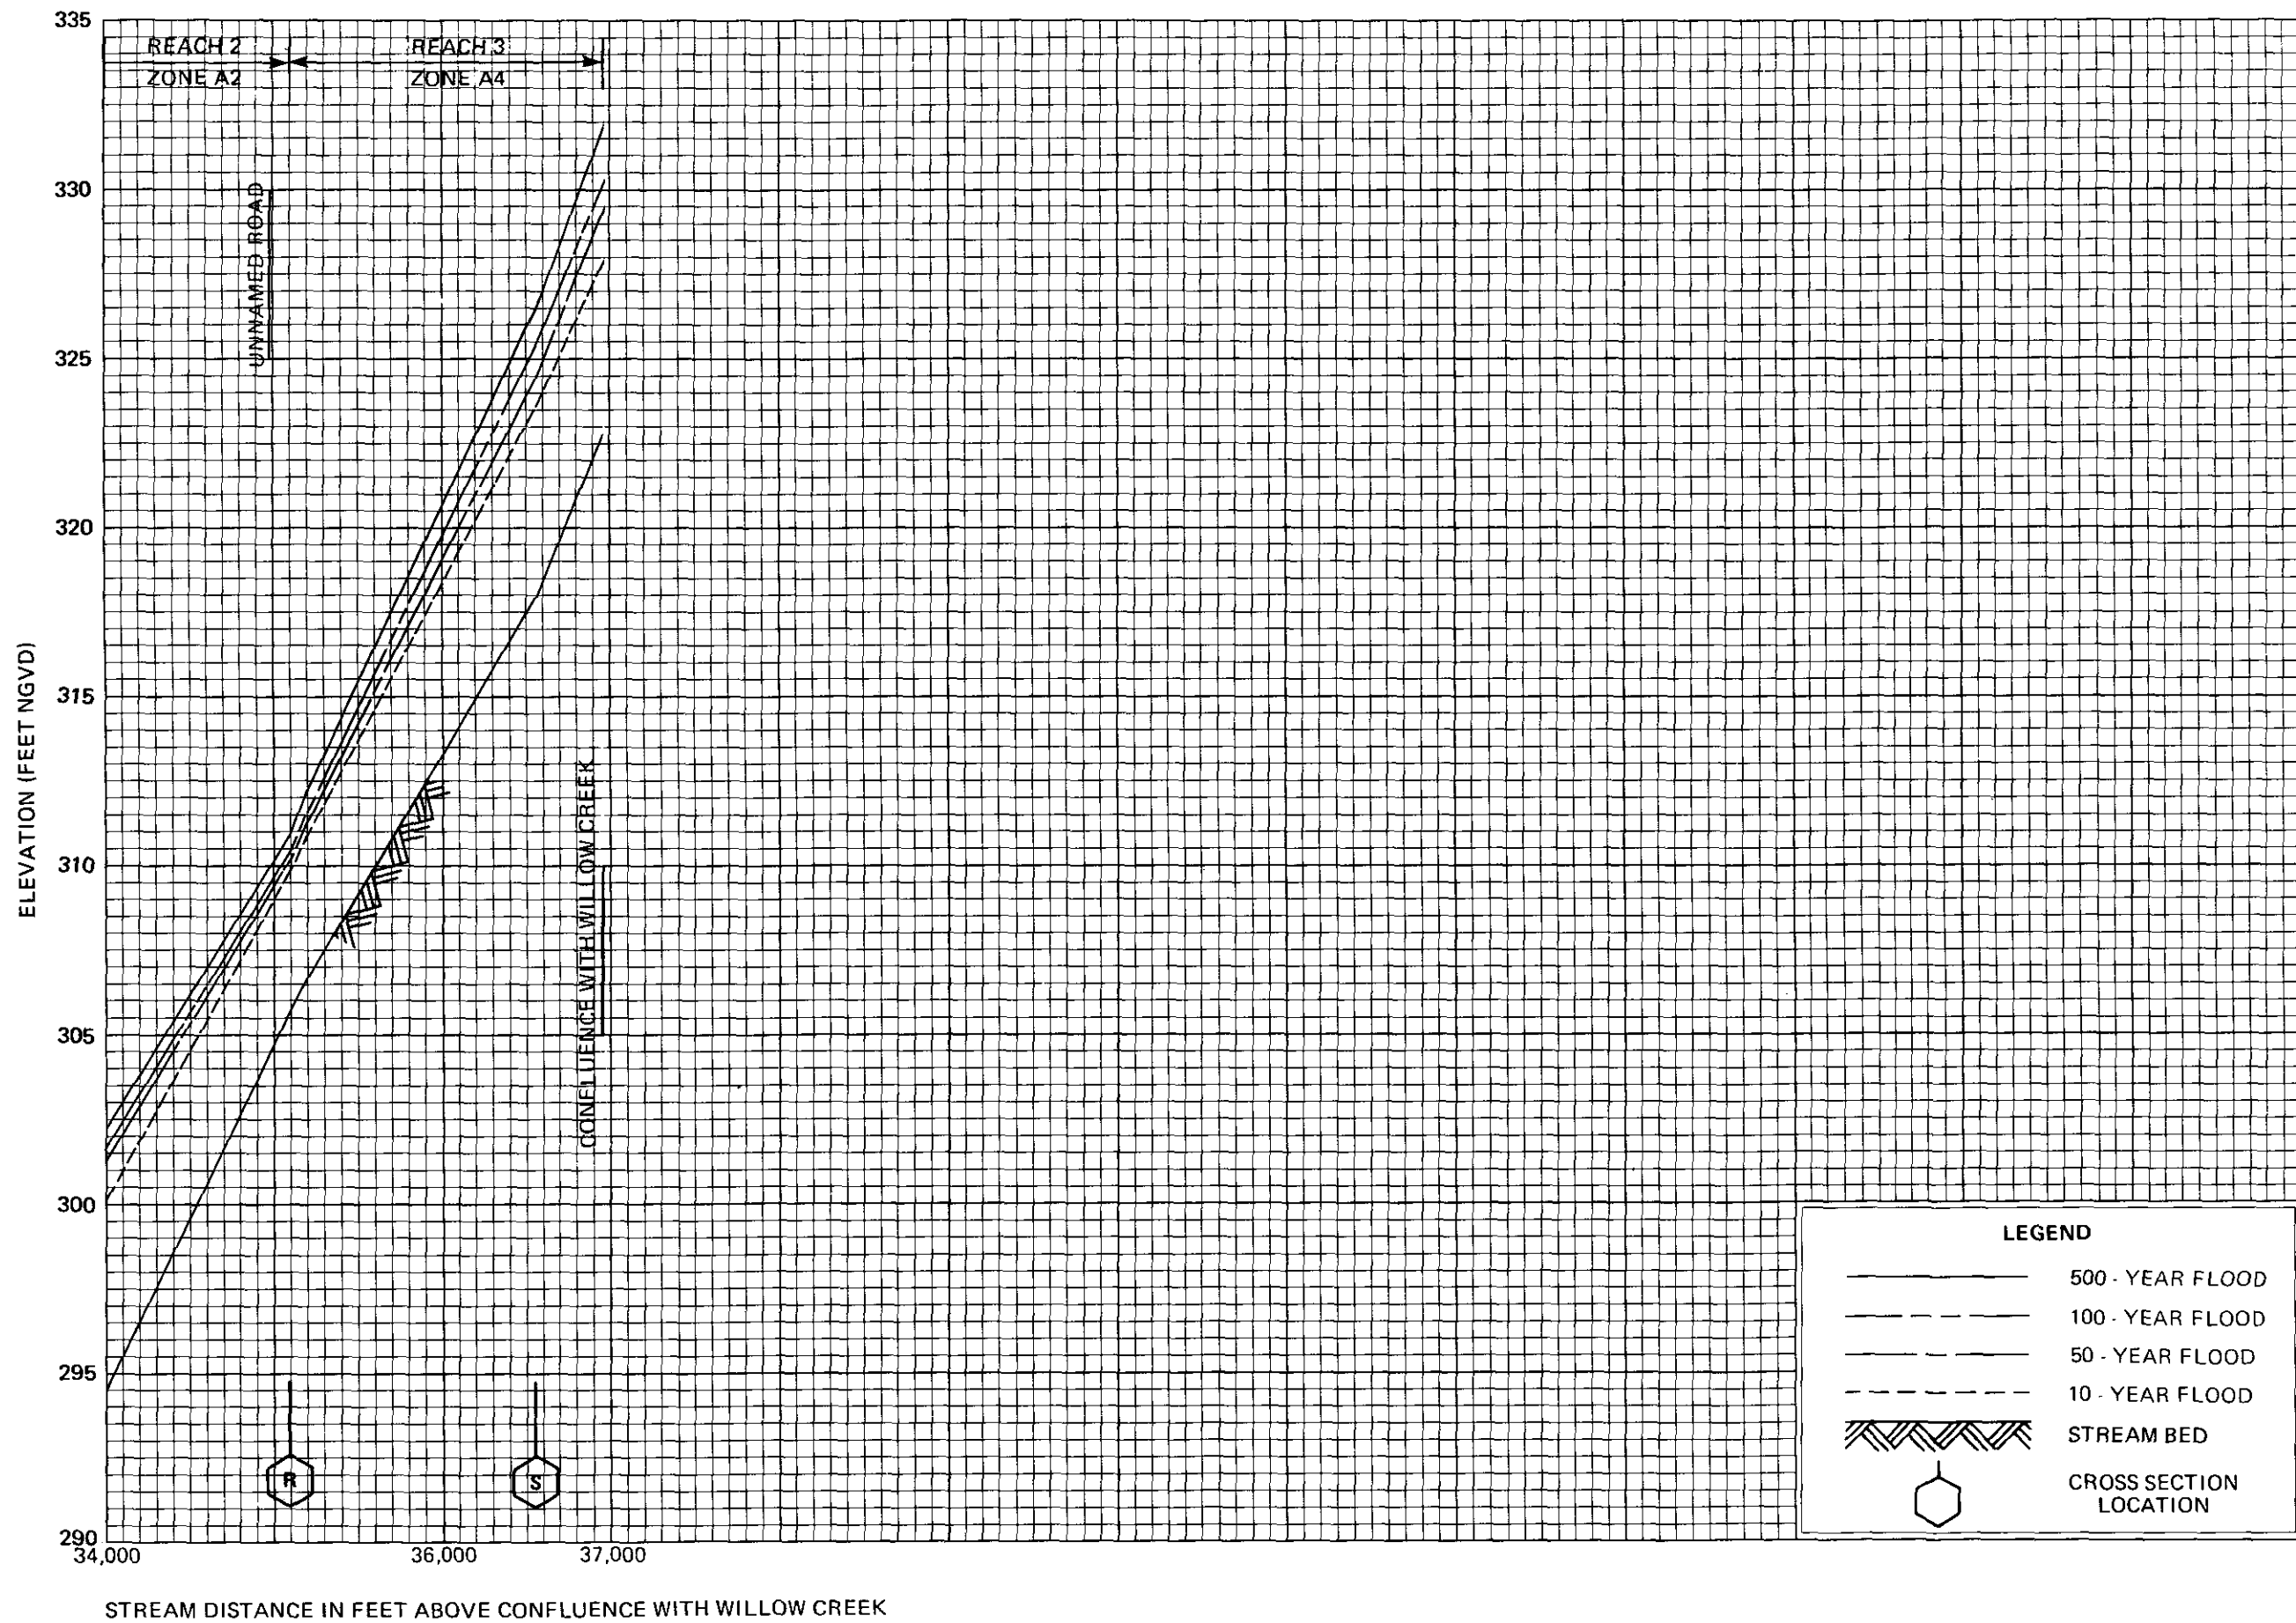 335
REACH 2
REACH 3
ZONE A2
ZONE A4
330
UNNAMED ROAD
325
320
315
ELEVATION (FEET NGVD)
310
CONFLUENCE WITH WILLOW CREEK
305
300
295
R
S
290
34,000
36,000
37,000
STREAM DISTANCE IN FEET ABOVE CONFLUENCE WITH WILLOW CREEK
LEGEND
500 - YEAR FLOOD
100 - YEAR FLOOD
50 - YEAR FLOOD
10 - YEAR FLOOD
STREAM BED
CROSS SECTION
LOCATION